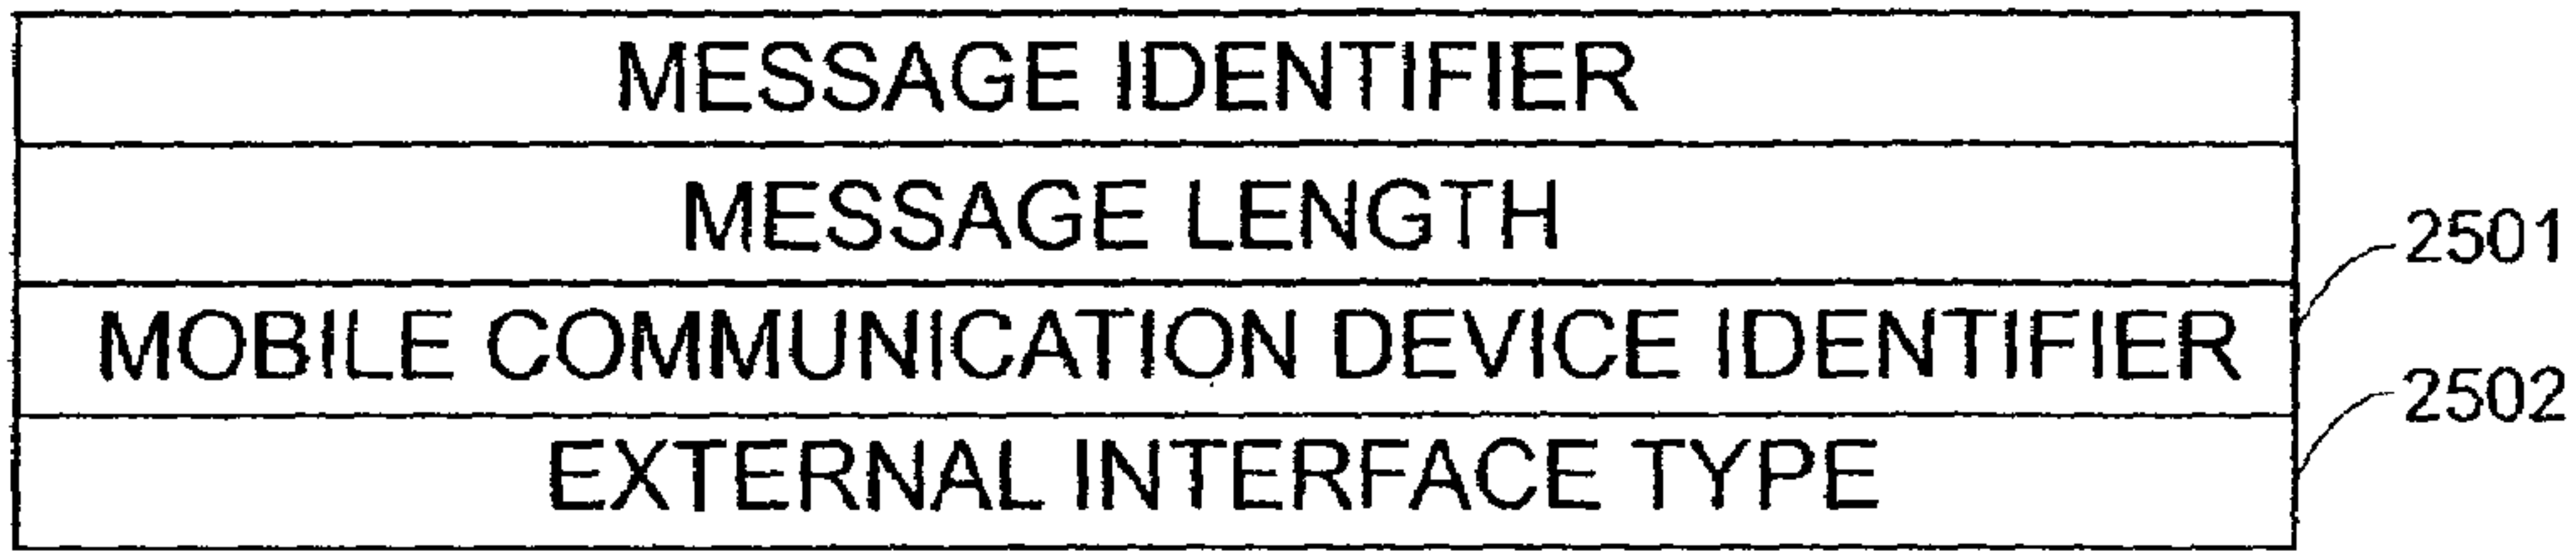 MESSAGE IDENTIFIER
MESSAGE LENGTH
2501
MOBILE COMMUNICATION DEVICE IDENTIFIER
2502
EXTERNAL INTERFACE TYPE